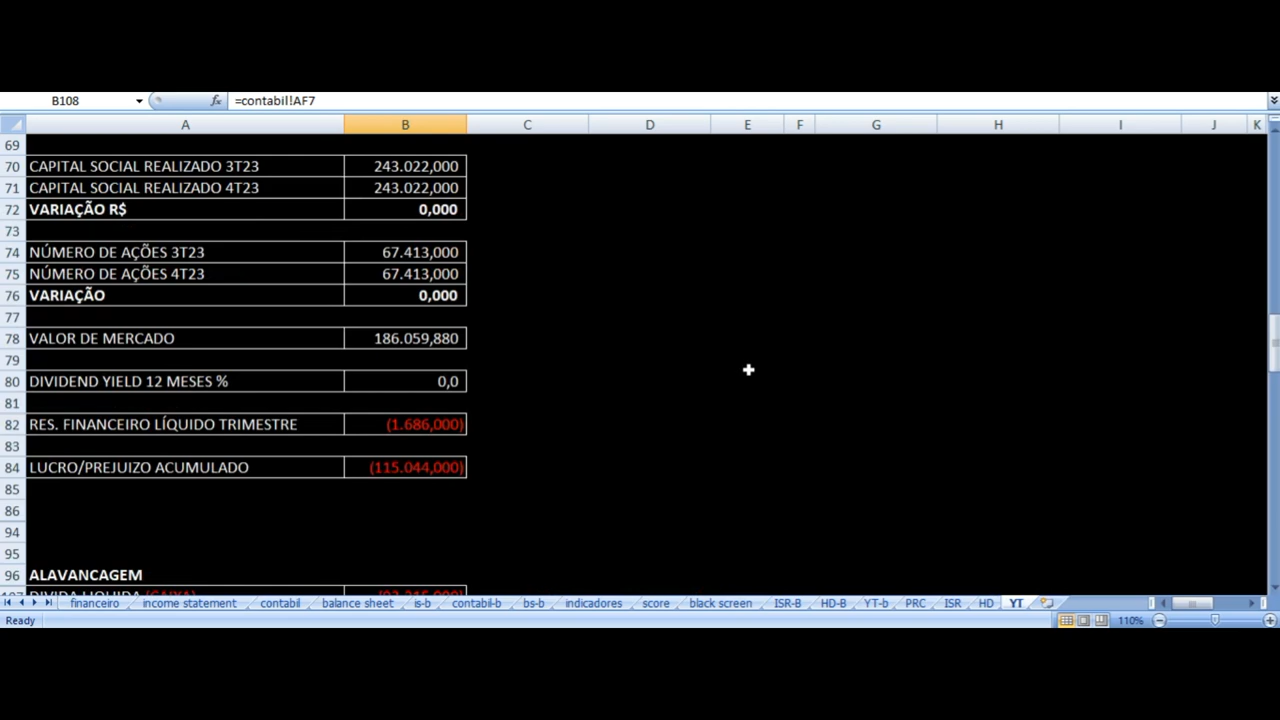 B108 fx =contabil!AF7
A B C D E F G H I J K
69
70 CAPITAL SOCIAL REALIZADO 3T23 243.022,000
71 CAPITAL SOCIAL REALIZADO 4T23 243.022,000
72 VARIAÇÃO R$ 0,000
73
74 NÚMERO DE AÇÕES 3T23 67.413,000
75 NÚMERO DE AÇÕES 4T23 67.413,000
76 VARIAÇÃO 0,000
77
78 VALOR DE MERCADO 186.059,880
79
80 DIVIDEND YIELD 12 MESES % 0,0
81
82 RES. FINANCEIRO LÍQUIDO TRIMESTRE (1.686,000)
83
84 LUCRO/PREJUIZO ACUMULADO (115.044,000)
85
86
94
95
96 ALAVANCAGEM
107 DIVIDA LIQUIDA (CAIXA)
financeiro income statement contabil balance sheet is-b contabil-b bs-b indicadores score black screen ISR-B HD-B YT-b PRC ISR HD YT
Ready 110%